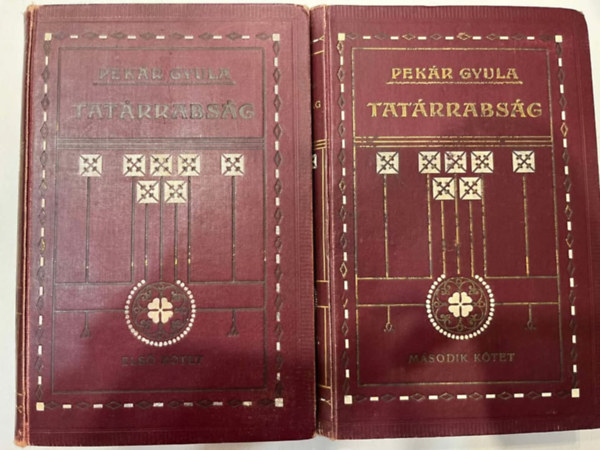 PEKÁR GYULA
TATÁRRABSÁG
ELSŐ KÖTET
PEKÁR GYULA
TATÁRRABSÁG
MÁSODIK KÖTET